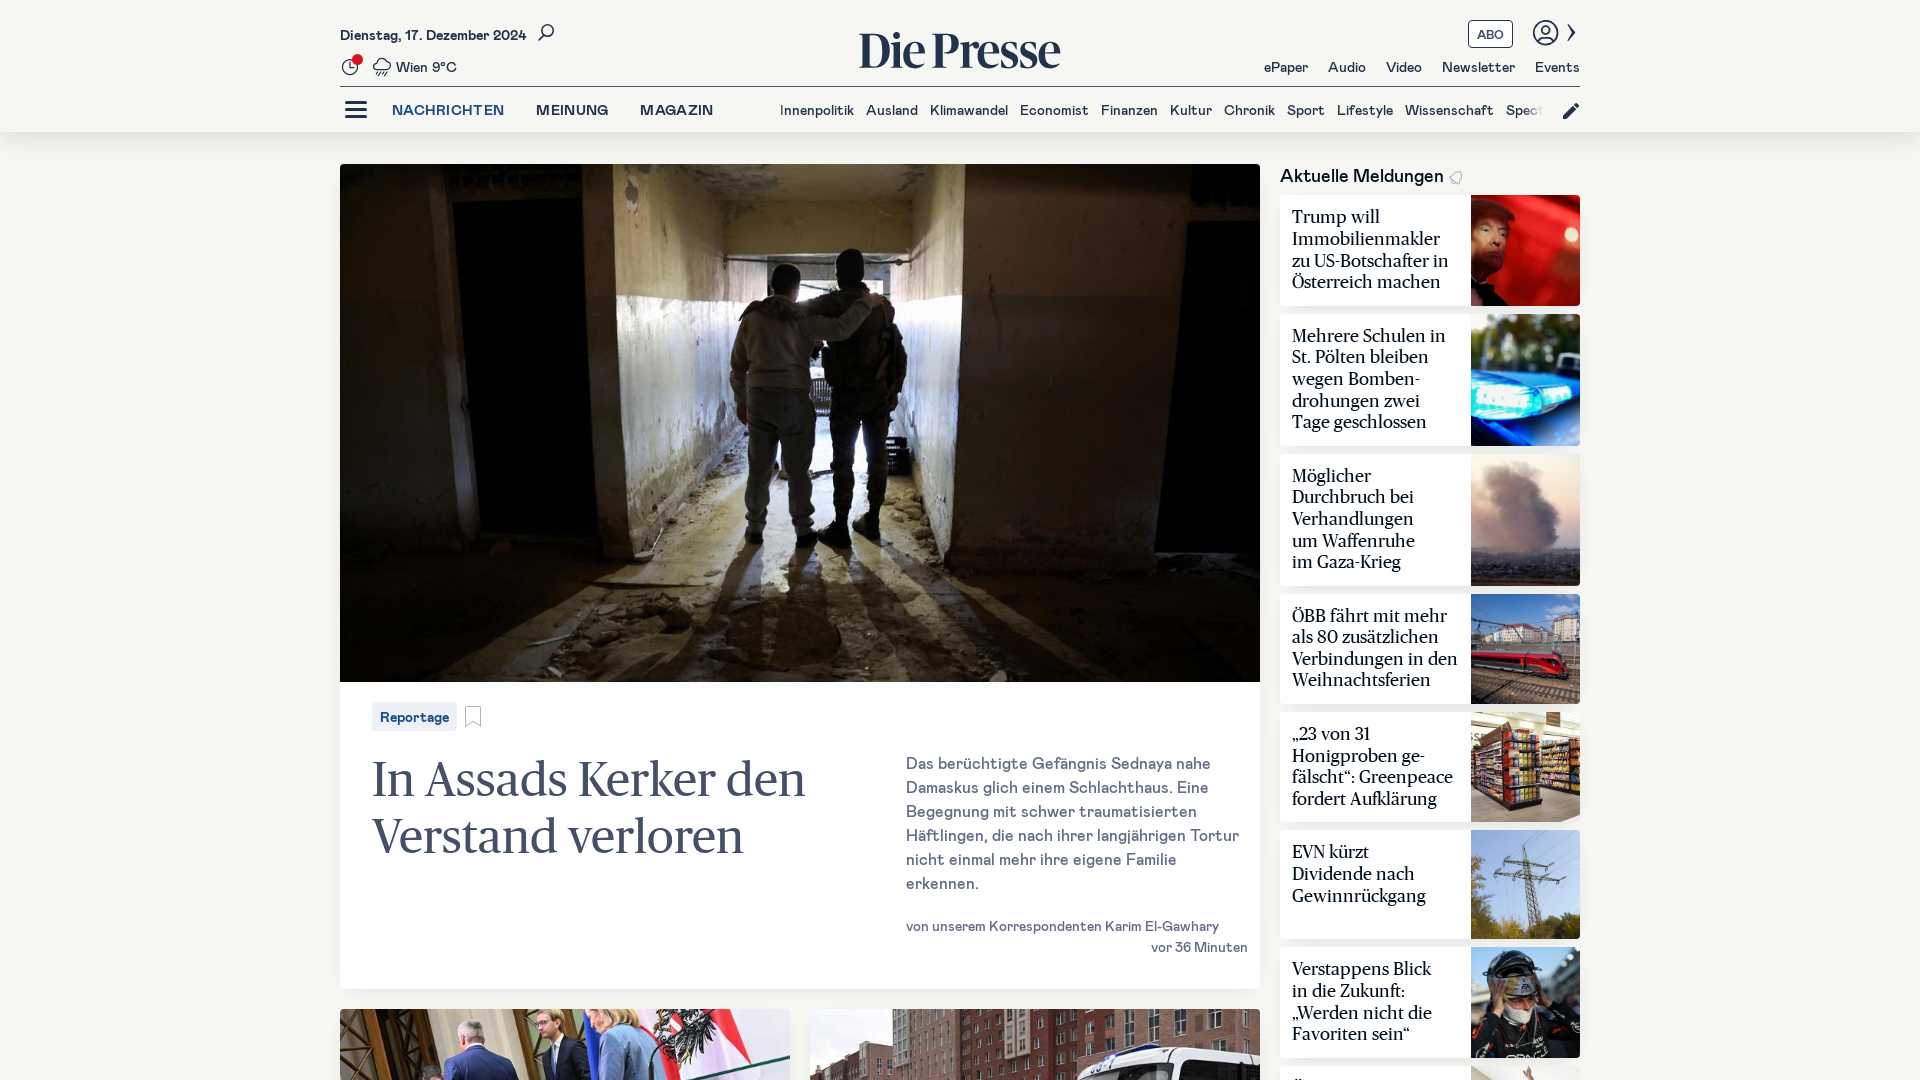 Dienstag, 17. Dezember 2024
Wien 9°C
Die Presse
ABO
ePaper Audio Video Newsletter Events
NACHRICHTEN MEINUNG MAGAZIN
Innenpolitik Ausland Klimawandel Economist Finanzen Kultur Chronik Sport Lifestyle Wissenschaft
Reportage
In Assads Kerker den
Verstand verloren
Das berüchtigte Gefängnis Sednaya nahe
Damaskus glich einem Schlachthaus. Eine
Begegnung mit schwer traumatisierten
Häftlingen, die nach ihrer langjährigen Tortur
nicht einmal mehr ihre eigene Familie
erkennen.
von unserem Korrespondenten Karim El-Gawhary
vor 36 Minuten
Aktuelle Meldungen
Trump will
Immobilienmakler
zu US-Botschafter in
Österreich machen
Mehrere Schulen in
St. Pölten bleiben
wegen Bomben-
drohungen zwei
Tage geschlossen
Möglicher
Durchbruch bei
Verhandlungen
um Waffenruhe
im Gaza-Krieg
ÖBB fährt mit mehr
als 80 zusätzlichen
Verbindungen in den
Weihnachtsferien
„23 von 31
Honigproben ge-
fälscht“: Greenpeace
fordert Aufklärung
EVN kürzt
Dividende nach
Gewinnrückgang
Verstappens Blick
in die Zukunft:
„Werden nicht die
Favoriten sein“